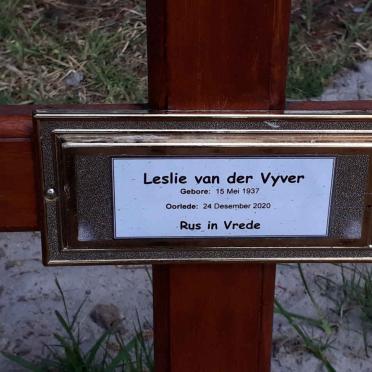 Leslie van der Vyver
Gebore: 15 Mei 1937
Oorlede: 24 Desember 2020
Rus in Vrede